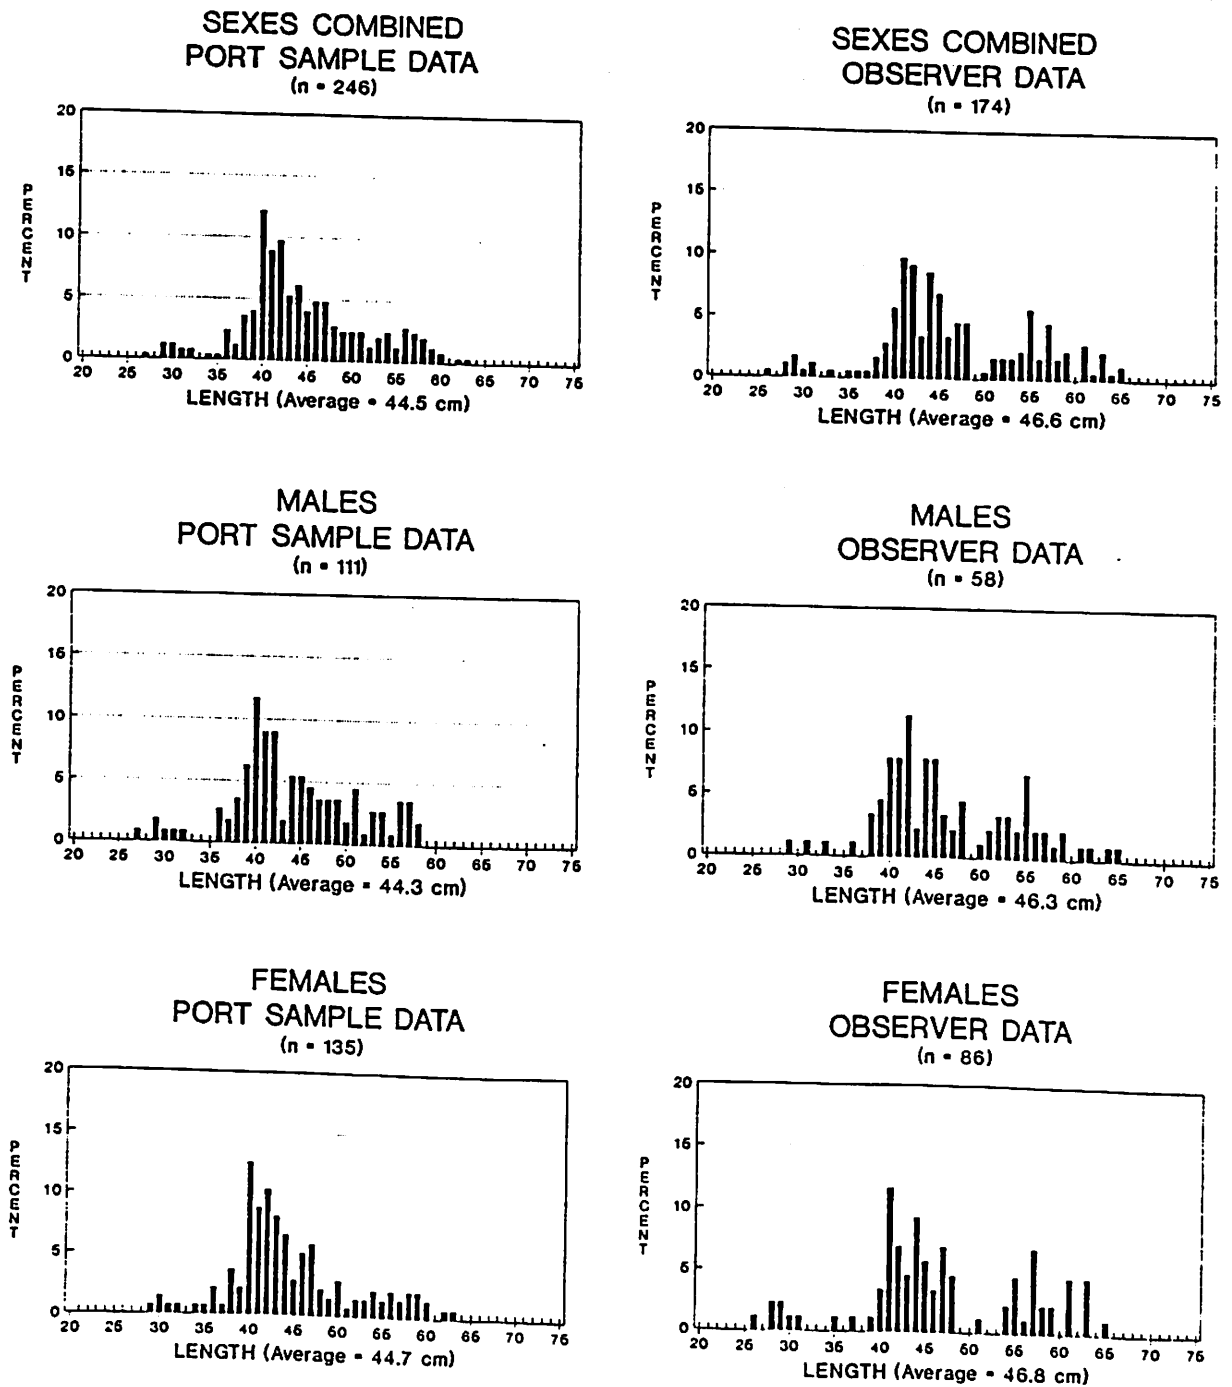 SEXES COMBINED
PORT SAMPLE DATA
(n = 246)
20
15
10
5
0
PERCENT
20 25 30 35 40 45 50 55 60 65 70 75
LENGTH (Average = 44.5 cm)
SEXES COMBINED
OBSERVER DATA
(n = 174)
20
15
10
5
0
PERCENT
20 25 30 35 40 45 50 55 60 65 70 75
LENGTH (Average = 46.6 cm)
MALES
PORT SAMPLE DATA
(n = 111)
20
15
10
5
0
PERCENT
20 25 30 35 40 45 50 55 60 65 70 75
LENGTH (Average = 44.3 cm)
MALES
OBSERVER DATA
(n = 58)
20
15
10
5
0
PERCENT
20 25 30 35 40 45 50 55 60 65 70 75
LENGTH (Average = 46.3 cm)
FEMALES
PORT SAMPLE DATA
(n = 135)
20
15
10
5
0
PERCENT
20 25 30 35 40 45 50 55 60 65 70 75
LENGTH (Average = 44.7 cm)
FEMALES
OBSERVER DATA
(n = 86)
20
15
10
5
0
PERCENT
20 25 30 35 40 45 50 55 60 65 70 75
LENGTH (Average = 46.8 cm)